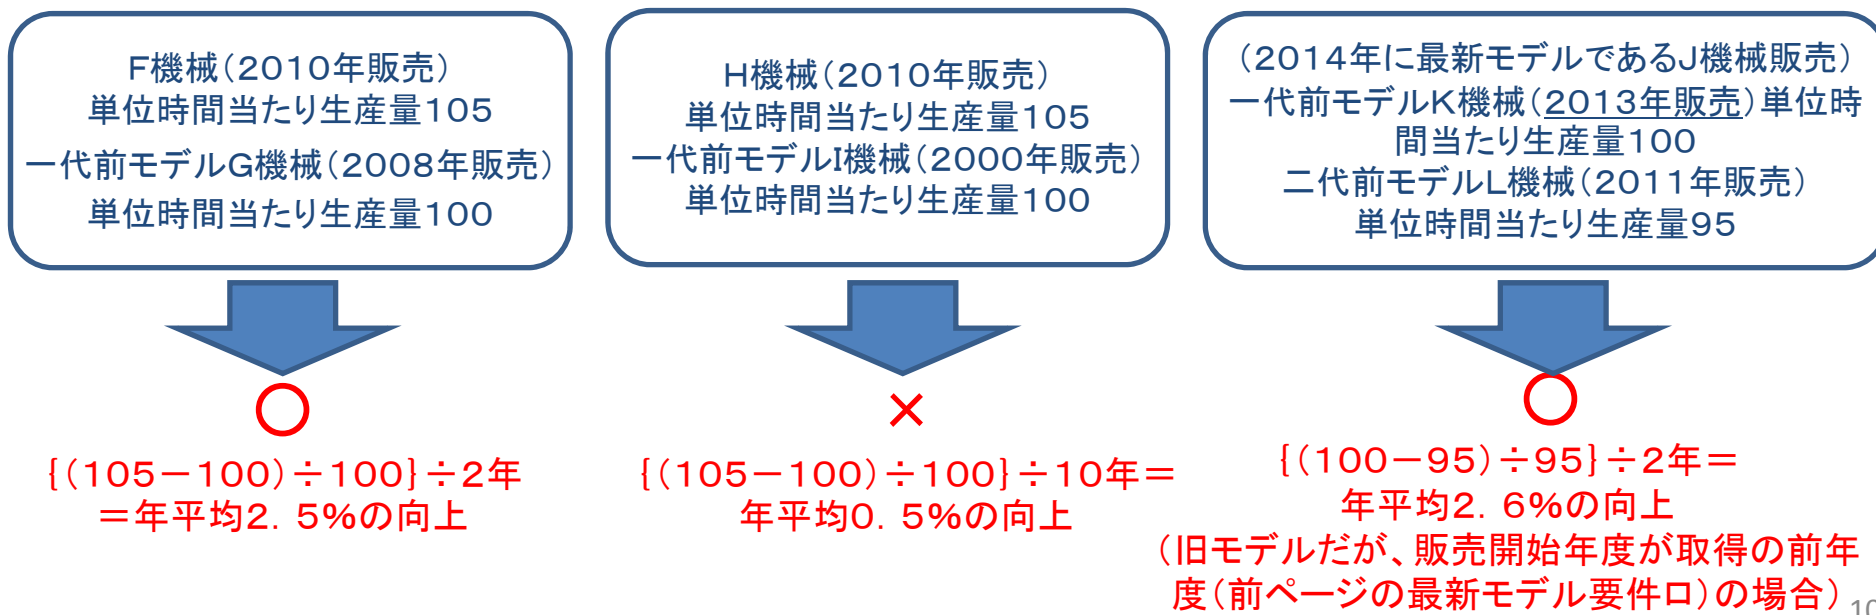 F機械(2010年販売)
単位時間当たり生産量105
一代前モデルG機械(2008年販売)
単位時間当たり生産量100
H機械(2010年販売)
単位時間当たり生産量105
一代前モデルI機械(2000年販売)
単位時間当たり生産量100
(2014年に最新モデルであるJ機械販売)
一代前モデルK機械(2013年販売)単位時
間当たり生産量100
二代前モデルL機械(2011年販売)
単位時間当たり生産量95
○
{(105-100)÷100}÷2年
=年平均2.5%の向上
×
{(105-100)÷100}÷10年=
年平均0.5%の向上
○
{(100-95)÷95}÷2年=
年平均2.6%の向上
(旧モデルだが、販売開始年度が取得の前年
度(前ページの最新モデル要件ロ)の場合)